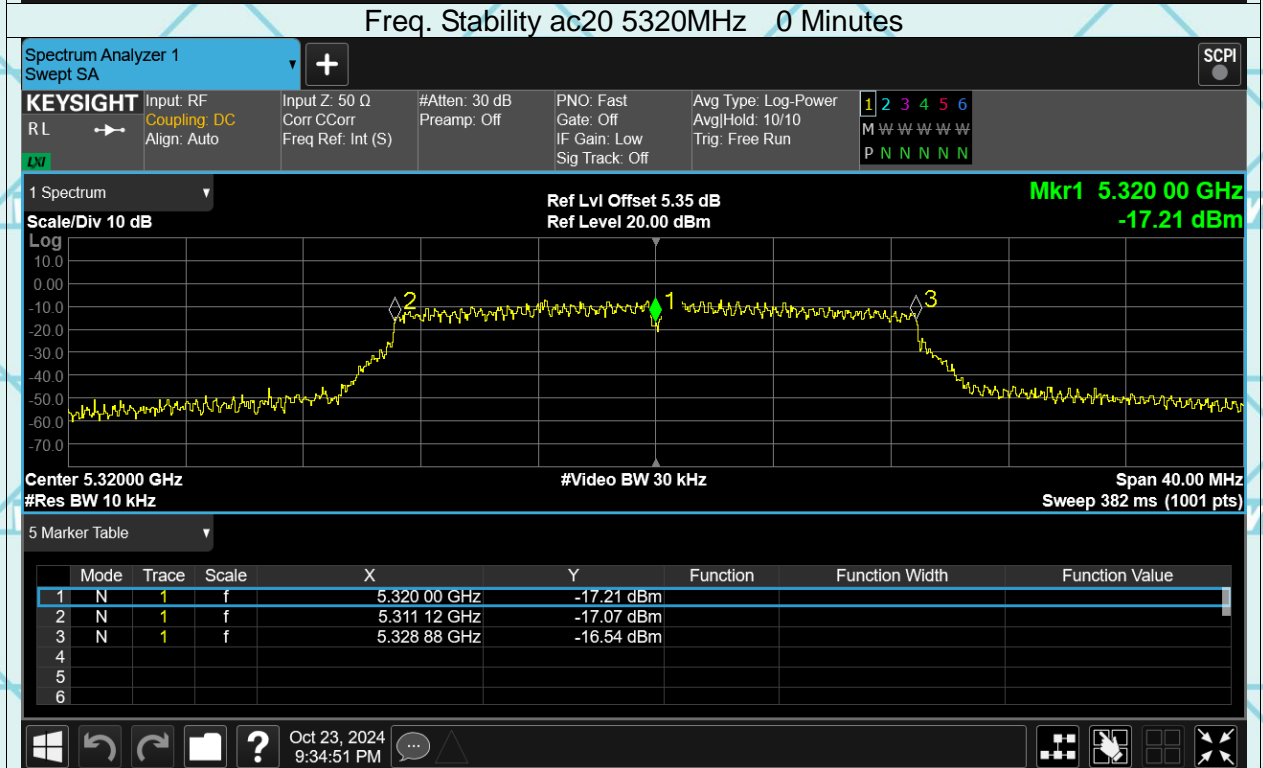 Freq. Stability ac20 5320MHz 0 Minutes
Spectrum Analyzer 1
Swept SA
SCPI
KEYSIGHT
RL
LXI
Input: RF
Coupling: DC
Align: Auto
Input Z: 50 Ω
Corr CCorr
Freq Ref: Int (S)
#Atten: 30 dB
Preamp: Off
PNO: Fast
Gate: Off
IF Gain: Low
Sig Track: Off
Avg Type: Log-Power
Avg|Hold: 10/10
Trig: Free Run
1 2 3 4 5 6
M W W W W W W
P N N N N N
1 Spectrum
Scale/Div 10 dB
Ref Lvl Offset 5.35 dB
Ref Level 20.00 dBm
Mkr1 5.320 00 GHz
-17.21 dBm
Log
10.0
0.00
-10.0
-20.0
-30.0
-40.0
-50.0
-60.0
-70.0
2
1
3
Center 5.32000 GHz
#Video BW 30 kHz
Span 40.00 MHz
#Res BW 10 kHz
Sweep 382 ms (1001 pts)
5 Marker Table
Mode Trace Scale X Y Function Function Width Function Value
1 N 1 f 5.320 00 GHz -17.21 dBm
2 N 1 f 5.311 12 GHz -17.07 dBm
3 N 1 f 5.328 88 GHz -16.54 dBm
4
5
6
?
Oct 23, 2024
9:34:51 PM